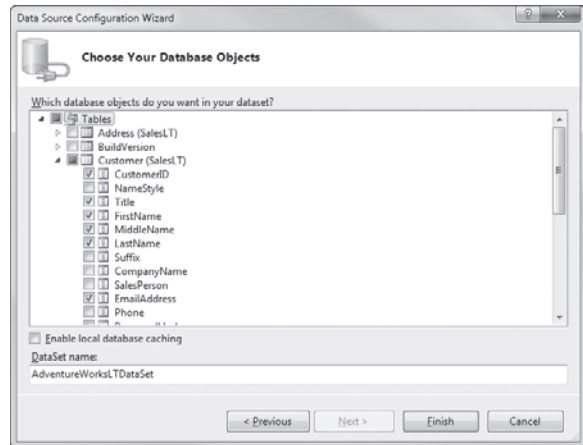 Data Source Configuration Wizard
Choose Your Database Objects
Which database objects do you want in your dataset?
Tables
Address (SalesLT)
BuildVersion
Customer (SalesLT)
CustomerID
NameStyle
Title
FirstName
MiddleName
LastName
Suffix
CompanyName
SalesPerson
EmailAddress
Phone
Enable local database caching
DataSet name:
AdventureWorksLTDataSet
< Previous
Next >
Finish
Cancel